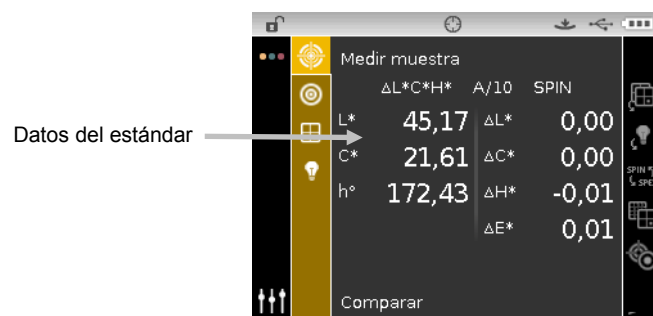 Medir muestra
ΔL*C*H* A/10 SPIN
L* 45,17 ΔL* 0,00
Datos del estándar
C* 21,61 ΔC* 0,00
h° 172,43 ΔH* -0,01
ΔE* 0,01
Comparar
SPIN